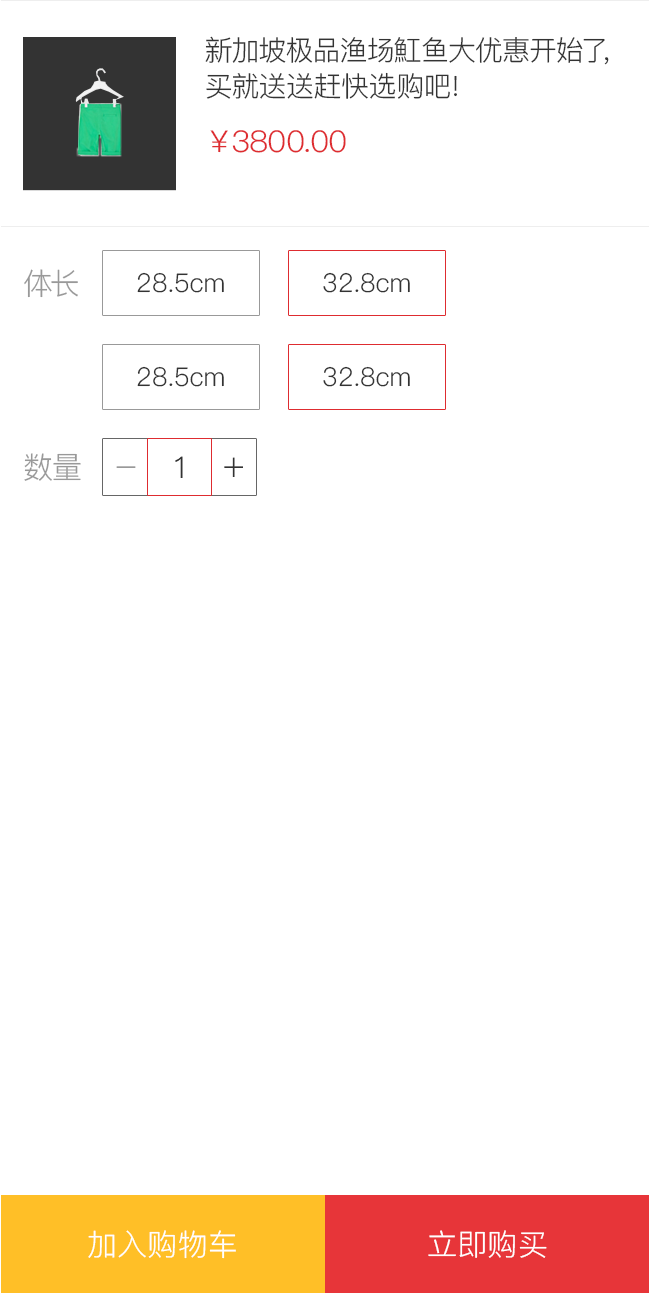 新加坡极品渔场魟鱼大优惠开始了,
买就送送赶快选购吧!
￥3800.00
体长 28.5cm 32.8cm
28.5cm 32.8cm
数量 － 1 ＋
加入购物车 立即购买